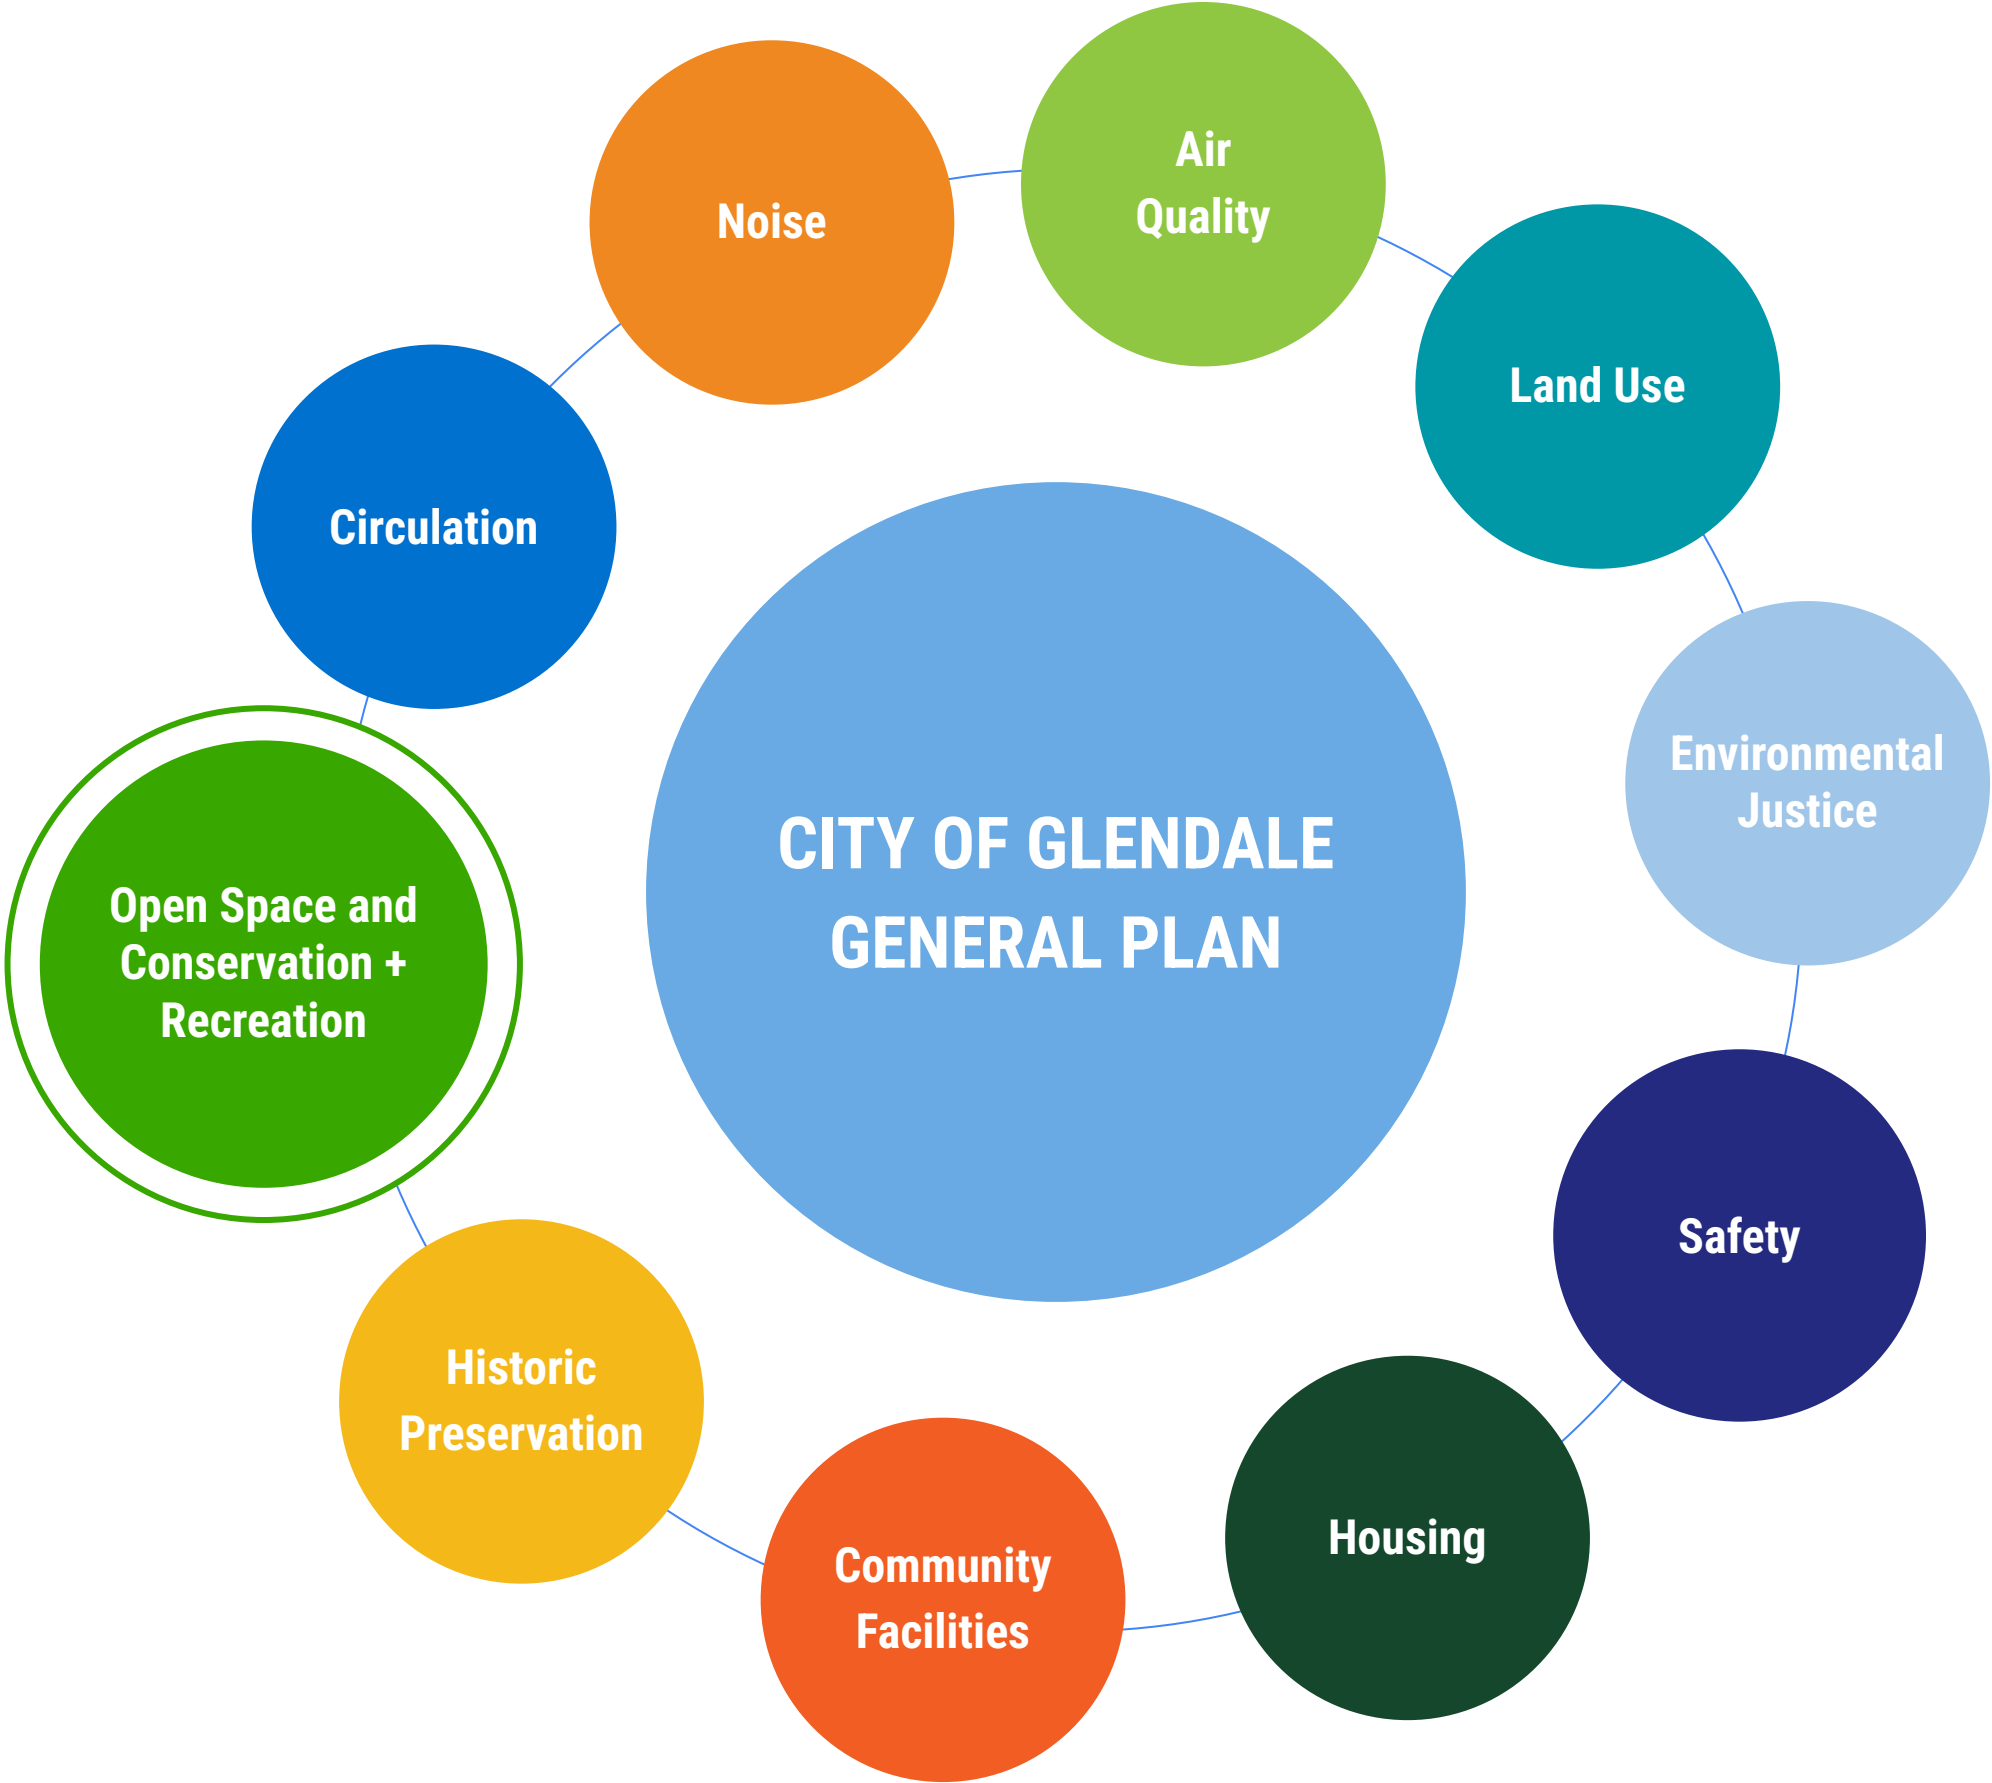 Air
Quality
Noise
Land Use
Circulation
Environmental
Justice
CITY OF GLENDALE
GENERAL PLAN
Open Space and
Conservation +
Recreation
Safety
Historic
Preservation
Housing
Community
Facilities